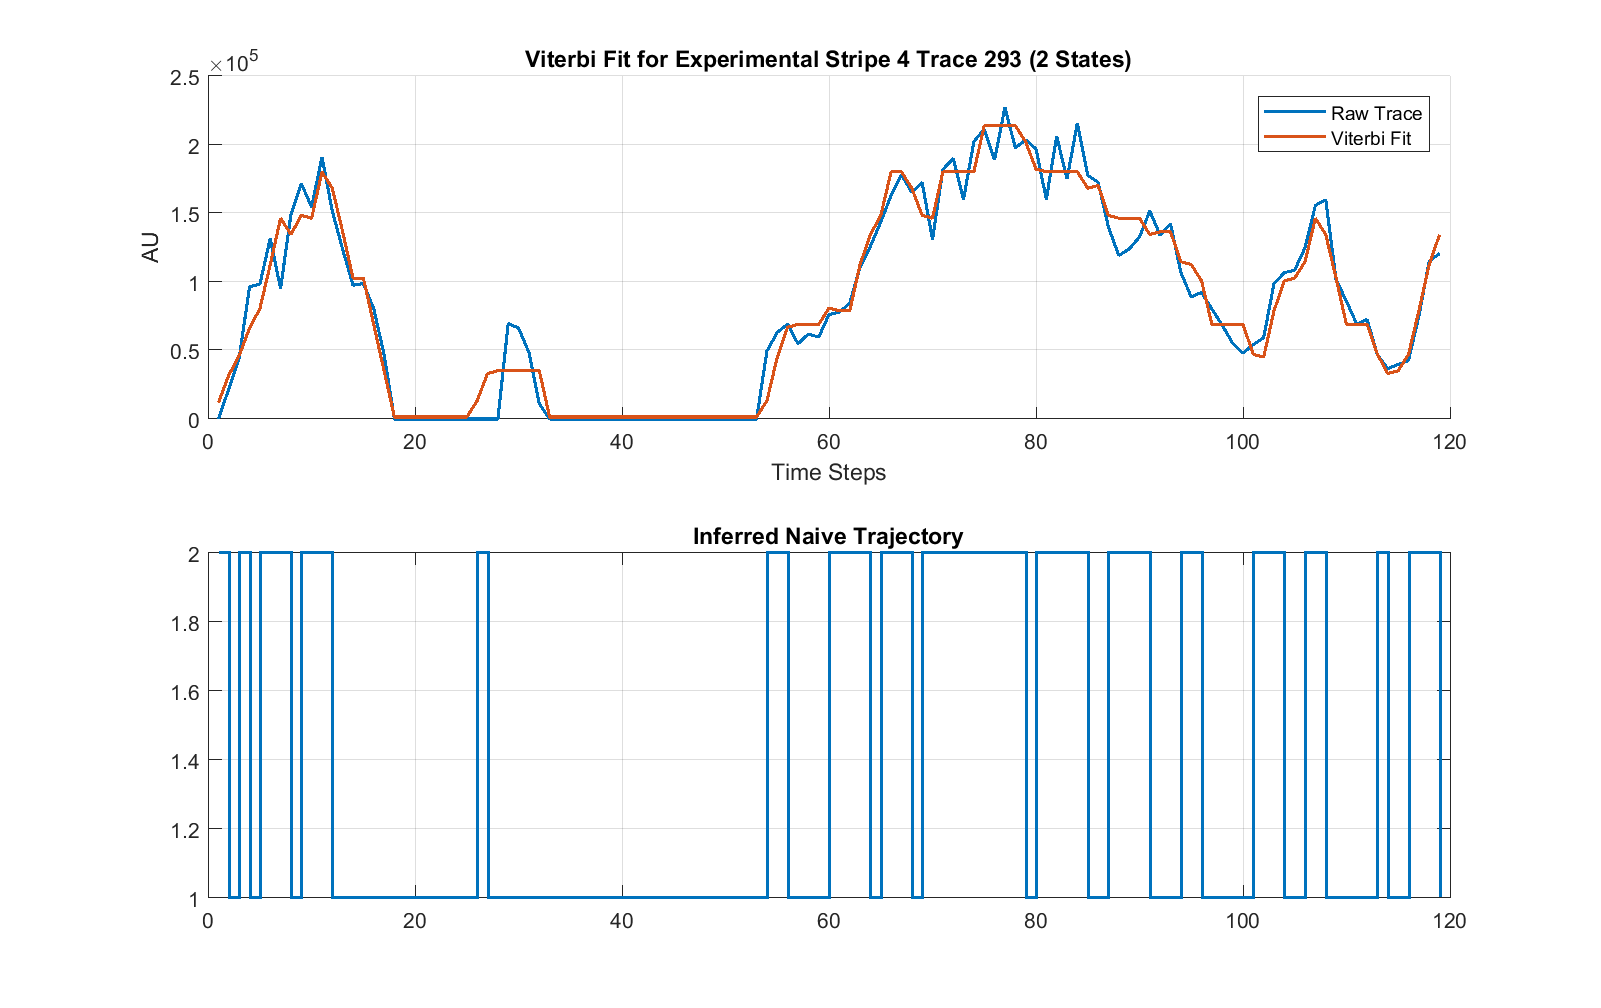 Viterbi Fit for Experimental Stripe 4 Trace 293 (2 States)
×10^5
2.5
2
1.5
1
0.5
0
AU
Raw Trace
Viterbi Fit
0 20 40 60 80 100 120
Time Steps
Inferred Naive Trajectory
2
1.8
1.6
1.4
1.2
1
0 20 40 60 80 100 120